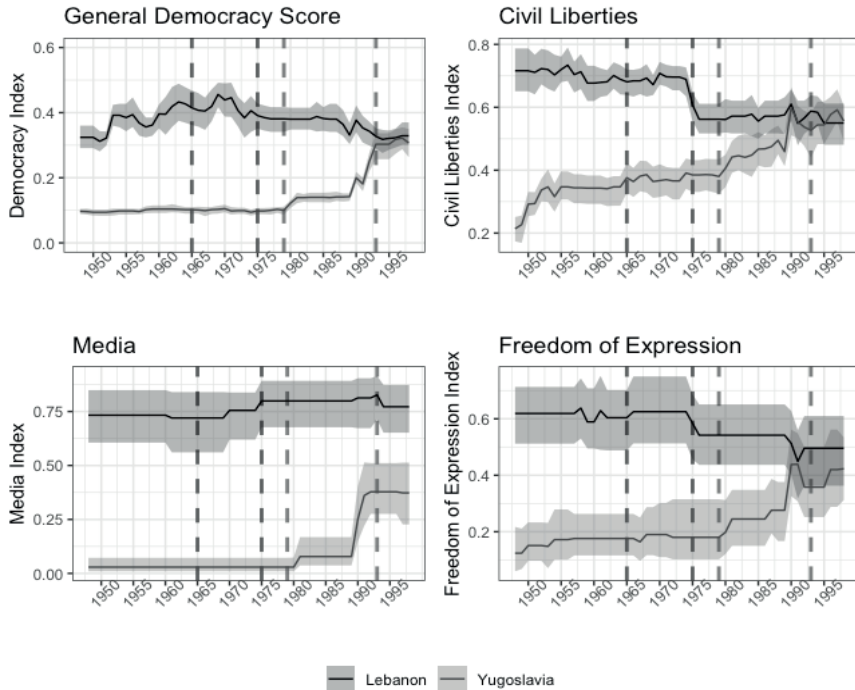 General Democracy Score
Democracy Index
0.6
0.4
0.2
0.0
1950 1955 1960 1965 1970 1975 1980 1985 1990 1995
Civil Liberties
Civil Liberties Index
0.8
0.6
0.4
0.2
1950 1955 1960 1965 1970 1975 1980 1985 1990 1995
Media
Media Index
0.75
0.50
0.25
0.00
1950 1955 1960 1965 1970 1975 1980 1985 1990 1995
Freedom of Expression
Freedom of Expression Index
0.6
0.4
0.2
1950 1955 1960 1965 1970 1975 1980 1985 1990 1995
Lebanon Yugoslavia